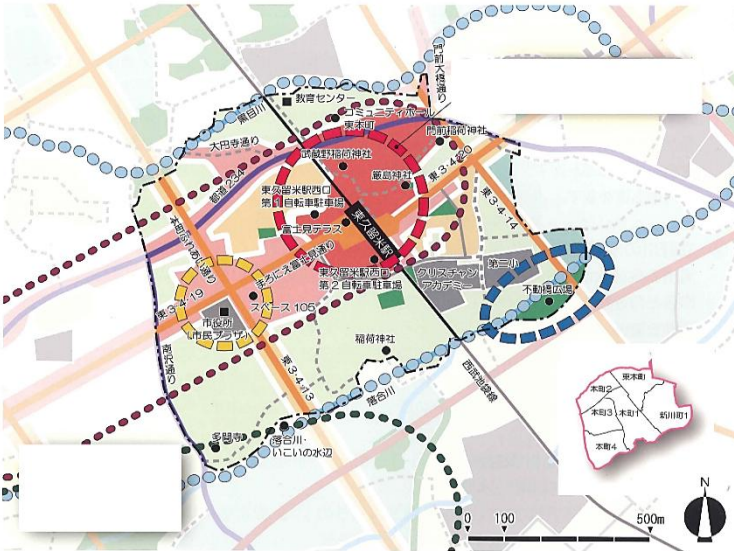 門前大橋通り
教育センター
黒目川
コミュニティホール
東本町
大円寺通り
門前稲荷神社
武蔵野稲荷神社
都道234
厳島神社
東3･4･20
東久留米駅西口
第1自転車駐車場
東3･4･14
本町ふれあい通り
富士見テラス
東久留米駅
まろにえ富士見通り
東久留米駅西口
第2自転車駐車場
クリスチャン
アカデミー
第二小
不動橋広場
東3･4･19
スペース105
市役所
市民プラザ
稲荷神社
南沢通り
東3･4･13
西武池袋線
落合川
多聞寺
落合川･
いこいの水辺
東本町
本町2
本町3
本町1
新川町1
本町4
N
0 100 500m